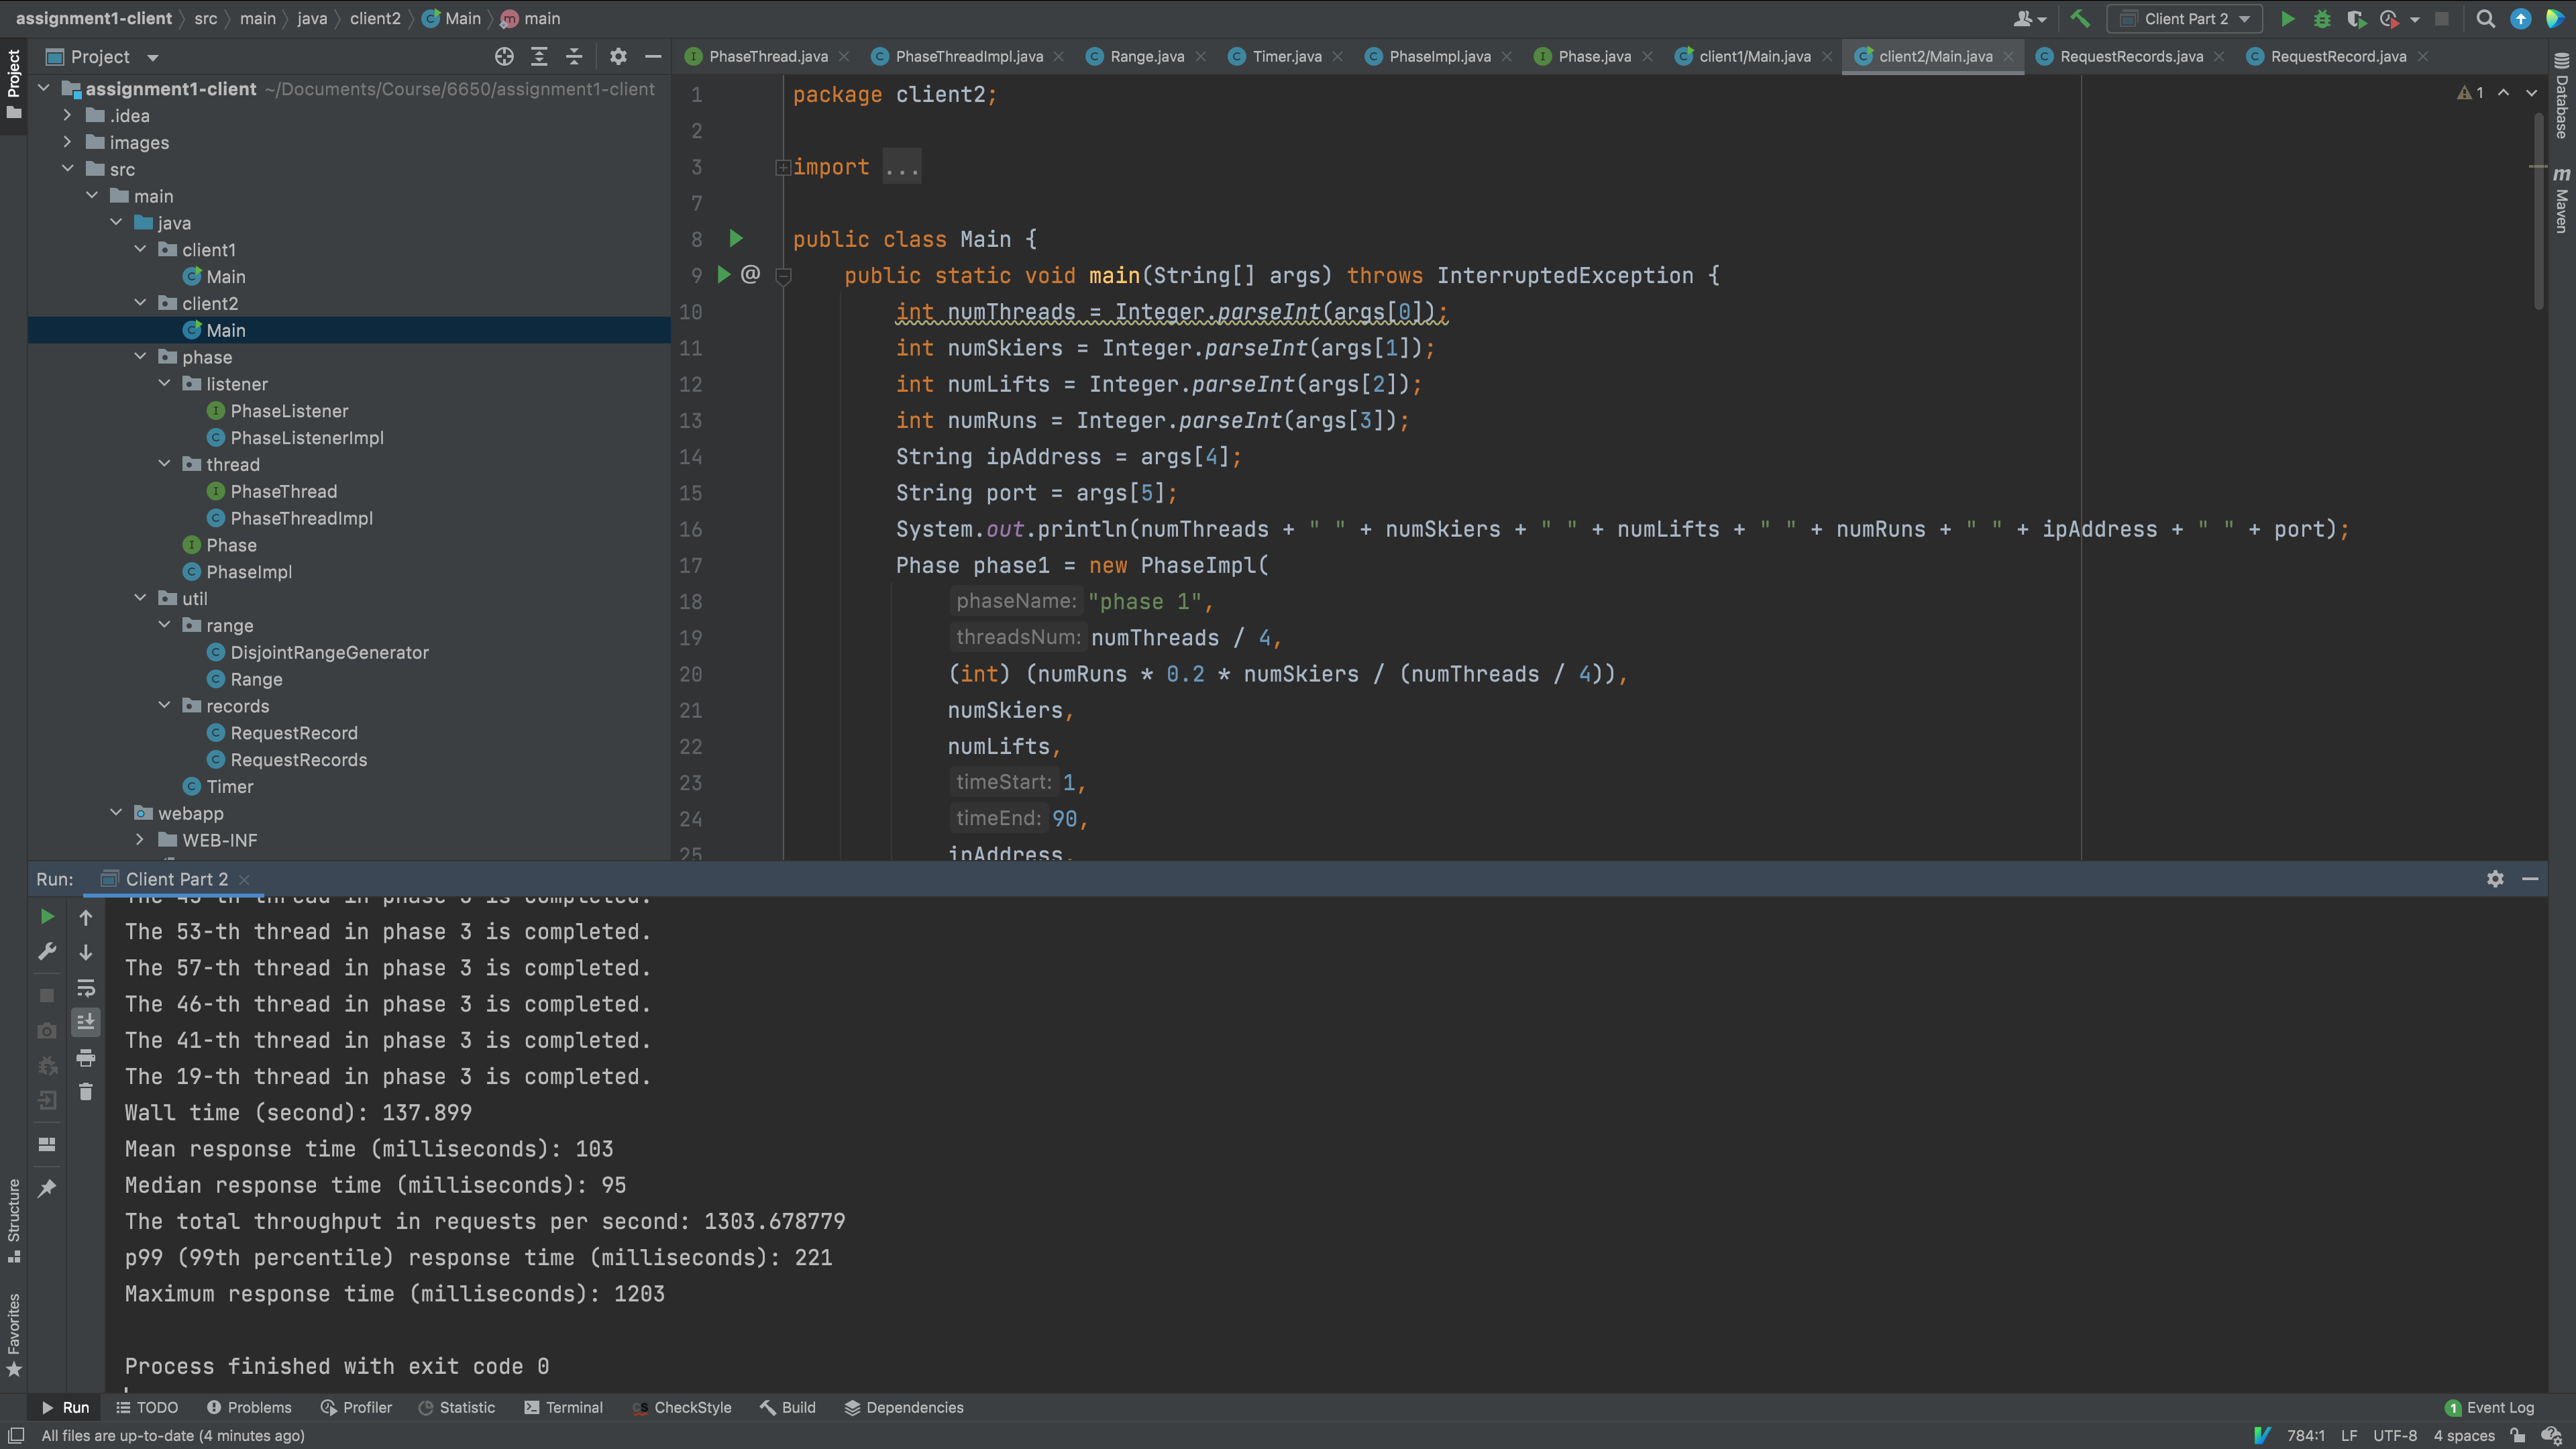 assignment1-client src main java client2 Main main
Client Part 2
Project
PhaseThread.java PhaseThreadImpl.java Range.java Timer.java PhaseImpl.java Phase.java client1/Main.java client2/Main.java RequestRecords.java RequestRecord.java
Project
Database
Maven
assignment1-client ~/Documents/Course/6650/assignment1-client
.idea
images
src
main
java
client1
Main
client2
Main
phase
listener
PhaseListener
PhaseListenerImpl
thread
PhaseThread
PhaseThreadImpl
Phase
PhaseImpl
util
range
DisjointRangeGenerator
Range
records
RequestRecord
RequestRecords
Timer
webapp
WEB-INF
1
1 package client2;
2
3 import ...
7
8 public class Main {
9 @ public static void main(String[] args) throws InterruptedException {
10 int numThreads = Integer.parseInt(args[0]);
11 int numSkiers = Integer.parseInt(args[1]);
12 int numLifts = Integer.parseInt(args[2]);
13 int numRuns = Integer.parseInt(args[3]);
14 String ipAddress = args[4];
15 String port = args[5];
16 System.out.println(numThreads + " " + numSkiers + " " + numLifts + " " + numRuns + " " + ipAddress + " " + port);
17 Phase phase1 = new PhaseImpl(
18 phaseName: "phase 1",
19 threadsNum: numThreads / 4,
20 (int) (numRuns * 0.2 * numSkiers / (numThreads / 4)),
21 numSkiers,
22 numLifts,
23 timeStart: 1,
24 timeEnd: 90,
25 ipAddress,
Run: Client Part 2
The 53-th thread in phase 3 is completed.
The 57-th thread in phase 3 is completed.
The 46-th thread in phase 3 is completed.
The 41-th thread in phase 3 is completed.
The 19-th thread in phase 3 is completed.
Wall time (second): 137.899
Mean response time (milliseconds): 103
Median response time (milliseconds): 95
The total throughput in requests per second: 1303.678779
p99 (99th percentile) response time (milliseconds): 221
Maximum response time (milliseconds): 1203
Process finished with exit code 0
Structure
Favorites
Run TODO Problems Profiler Statistic Terminal CheckStyle Build Dependencies 1 Event Log
All files are up-to-date (4 minutes ago) 784:1 LF UTF-8 4 spaces